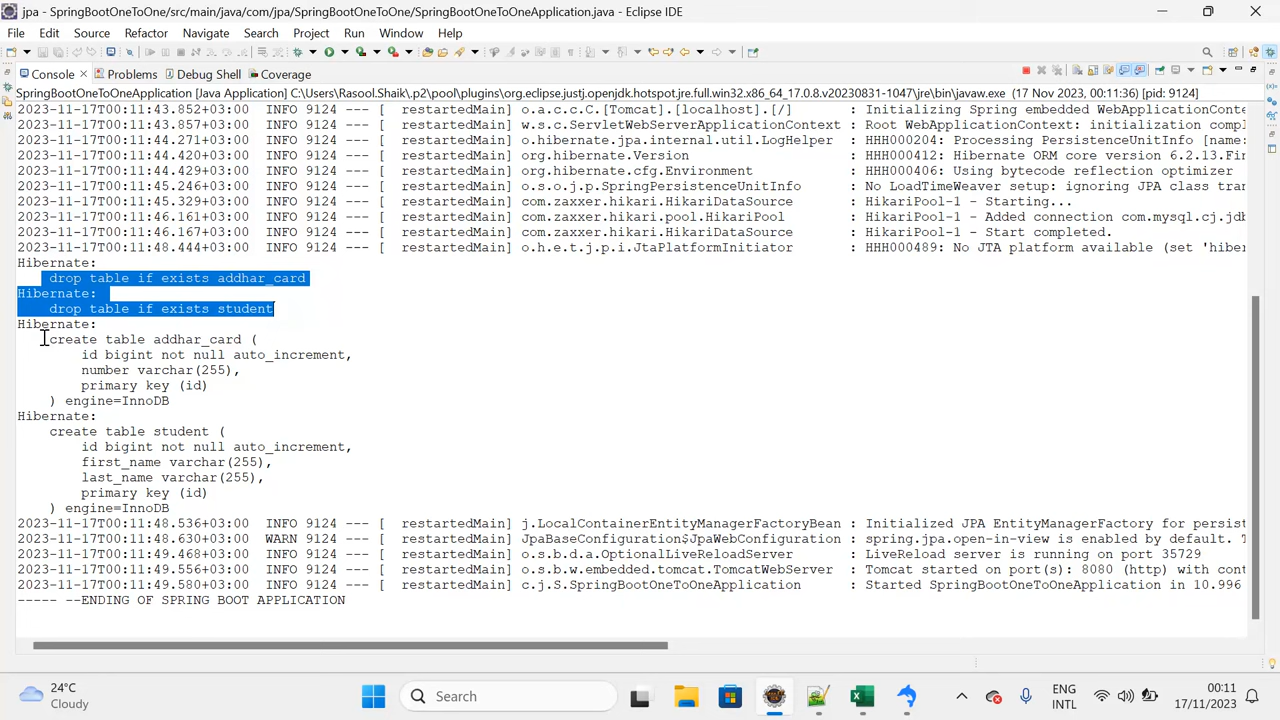 jpa - SpringBootOneToOne/src/main/java/com/jpa/SpringBootOneToOne/SpringBootOneToOneApplication.java - Eclipse IDE
File Edit Source Refactor Navigate Search Project Run Window Help
Console Problems Debug Shell Coverage
SpringBootOneToOneApplication [Java Application] C:\Users\Rasool.Shaik\.p2\pool\plugins\org.eclipse.justj.openjdk.hotspot.jre.full.win32.x86_64_17.0.8.v20230831-1047\jre\bin\javaw.exe (17 Nov 2023, 00:11:36) [pid: 9124]
2023-11-17T00:11:43.852+03:00 INFO 9124 --- [ restartedMain] o.a.c.c.C.[Tomcat].[localhost].[/] : Initializing Spring embedded WebApplicationConte
2023-11-17T00:11:43.857+03:00 INFO 9124 --- [ restartedMain] w.s.c.ServletWebServerApplicationContext : Root WebApplicationContext: initialization compl
2023-11-17T00:11:44.271+03:00 INFO 9124 --- [ restartedMain] o.hibernate.jpa.internal.util.LogHelper : HHH000204: Processing PersistenceUnitInfo [name:
2023-11-17T00:11:44.420+03:00 INFO 9124 --- [ restartedMain] org.hibernate.Version : HHH000412: Hibernate ORM core version 6.2.13.Fin
2023-11-17T00:11:44.429+03:00 INFO 9124 --- [ restartedMain] org.hibernate.cfg.Environment : HHH000406: Using bytecode reflection optimizer
2023-11-17T00:11:45.246+03:00 INFO 9124 --- [ restartedMain] o.s.o.j.p.SpringPersistenceUnitInfo : No LoadTimeWeaver setup: ignoring JPA class tran
2023-11-17T00:11:45.329+03:00 INFO 9124 --- [ restartedMain] com.zaxxer.hikari.HikariDataSource : HikariPool-1 - Starting...
2023-11-17T00:11:46.161+03:00 INFO 9124 --- [ restartedMain] com.zaxxer.hikari.pool.HikariPool : HikariPool-1 - Added connection com.mysql.cj.jdb
2023-11-17T00:11:46.167+03:00 INFO 9124 --- [ restartedMain] com.zaxxer.hikari.HikariDataSource : HikariPool-1 - Start completed.
2023-11-17T00:11:48.444+03:00 INFO 9124 --- [ restartedMain] o.h.e.t.j.p.i.JtaPlatformInitiator : HHH000489: No JTA platform available (set 'hiber
Hibernate:
drop table if exists addhar_card
Hibernate:
drop table if exists student
Hibernate:
create table addhar_card (
id bigint not null auto_increment,
number varchar(255),
primary key (id)
) engine=InnoDB
Hibernate:
create table student (
id bigint not null auto_increment,
first_name varchar(255),
last_name varchar(255),
primary key (id)
) engine=InnoDB
2023-11-17T00:11:48.536+03:00 INFO 9124 --- [ restartedMain] j.LocalContainerEntityManagerFactoryBean : Initialized JPA EntityManagerFactory for persist
2023-11-17T00:11:48.630+03:00 WARN 9124 --- [ restartedMain] JpaBaseConfiguration$JpaWebConfiguration : spring.jpa.open-in-view is enabled by default. T
2023-11-17T00:11:49.468+03:00 INFO 9124 --- [ restartedMain] o.s.b.d.a.OptionalLiveReloadServer : LiveReload server is running on port 35729
2023-11-17T00:11:49.556+03:00 INFO 9124 --- [ restartedMain] o.s.b.w.embedded.tomcat.TomcatWebServer : Tomcat started on port(s): 8080 (http) with cont
2023-11-17T00:11:49.580+03:00 INFO 9124 --- [ restartedMain] c.j.S.SpringBootOneToOneApplication : Started SpringBootOneToOneApplication in 10.996
----- --ENDING OF SPRING BOOT APPLICATION
24°C
Cloudy
Search
ENG
INTL
00:11
17/11/2023